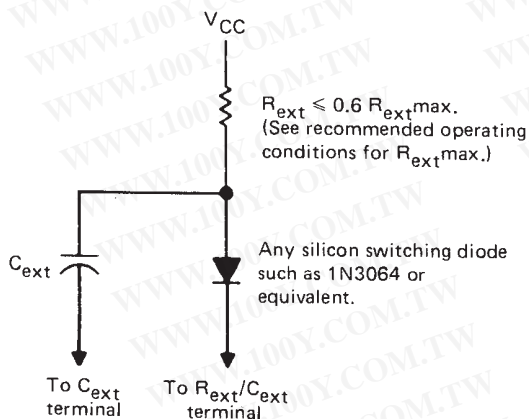 V_CC
R_ext ⩽ 0.6 R_ext max.
(See recommended operating
conditions for R_ext max.)
C_ext
Any silicon switching diode
such as 1N3064 or
equivalent.
To C_ext
terminal
To R_ext/C_ext
terminal
WWW.100Y.COM.TW